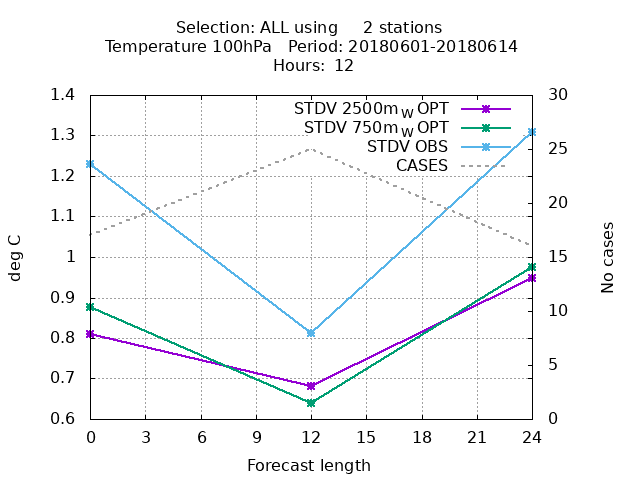 Selection: ALL using     2 stations
Temperature 100hPa   Period: 20180601-20180614
Hours: 12
1.4
1.3
1.2
1.1
1
0.9
0.8
0.7
0.6
deg C
STDV 2500m_W OPT
STDV 750m_W OPT
STDV OBS
CASES
30
25
20
15
10
5
0
No cases
0 3 6 9 12 15 18 21 24
Forecast length